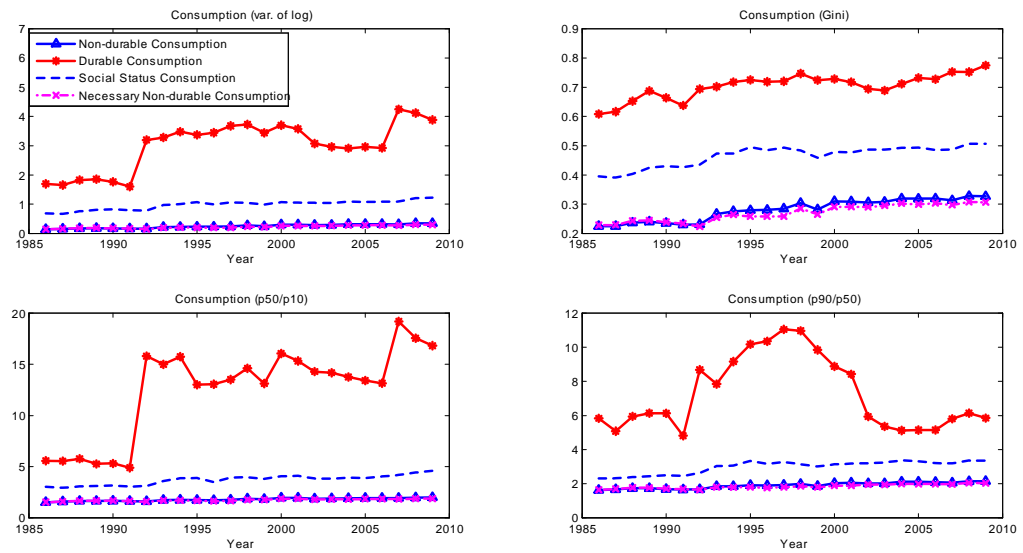 Consumption (var. of log)
7
6
5
4
3
2
1
0
1985 1990 1995 2000 2005 2010
Year
Non-durable Consumption
Durable Consumption
Social Status Consumption
Necessary Non-durable Consumption
Consumption (Gini)
0.9
0.8
0.7
0.6
0.5
0.4
0.3
0.2
1985 1990 1995 2000 2005 2010
Year
Consumption (p50/p10)
20
15
10
5
0
1985 1990 1995 2000 2005 2010
Year
Consumption (p90/p50)
12
10
8
6
4
2
0
1985 1990 1995 2000 2005 2010
Year